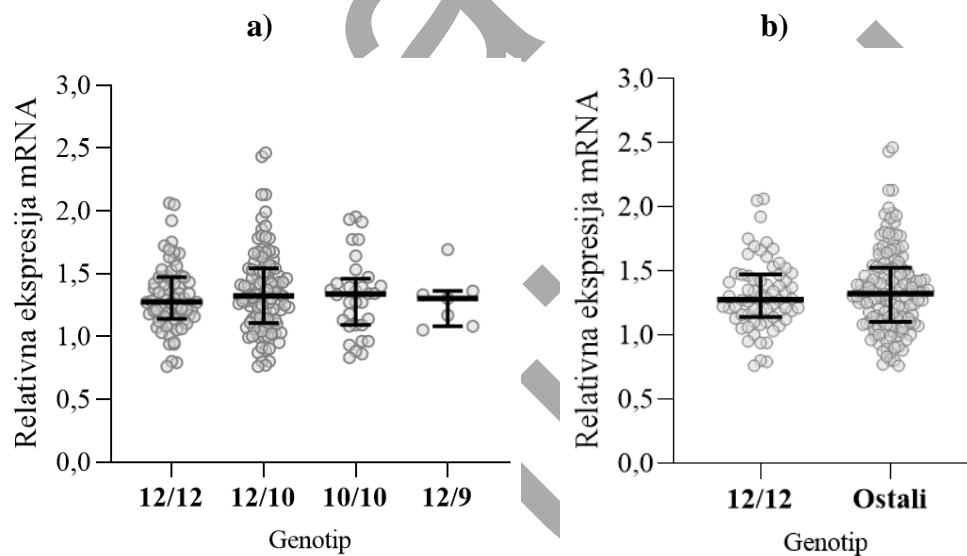 a)
Relativna ekspresija mRNA
3,0
2,5
2,0
1,5
1,0
0,5
0,0
12/12 12/10 10/10 12/9
Genotip
b)
Relativna ekspresija mRNA
3,0
2,5
2,0
1,5
1,0
0,5
0,0
12/12 Ostali
Genotip